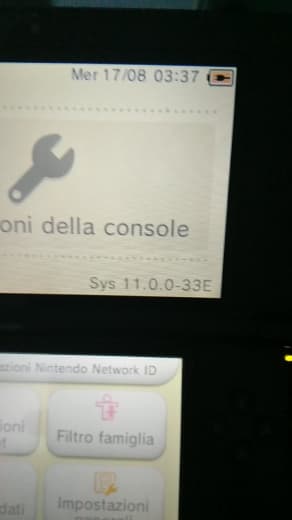 Mer 17/08 03:37
oni della console
Sys 11.0.0-33E
azioni Nintendo Network ID
ioni
Filtro famiglia
dati
Impostazioni